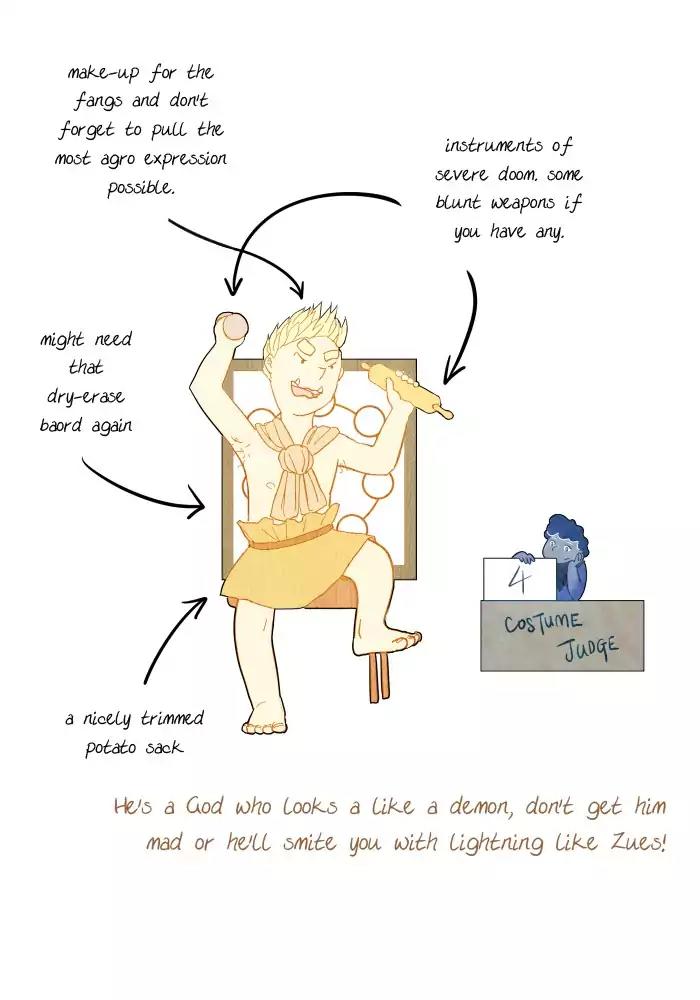 make-up for the
fangs and don't
forget to pull the
most agro expression
possible.
instruments of
severe doom. some
blunt weapons if
you have any.
might need
that
dry-erase
baord again
4
COSTUME
JUDGE
a nicely trimmed
potato sack
He's a God who looks a like a demon, don't get him
mad or he'll smite you with lightning like Zues!